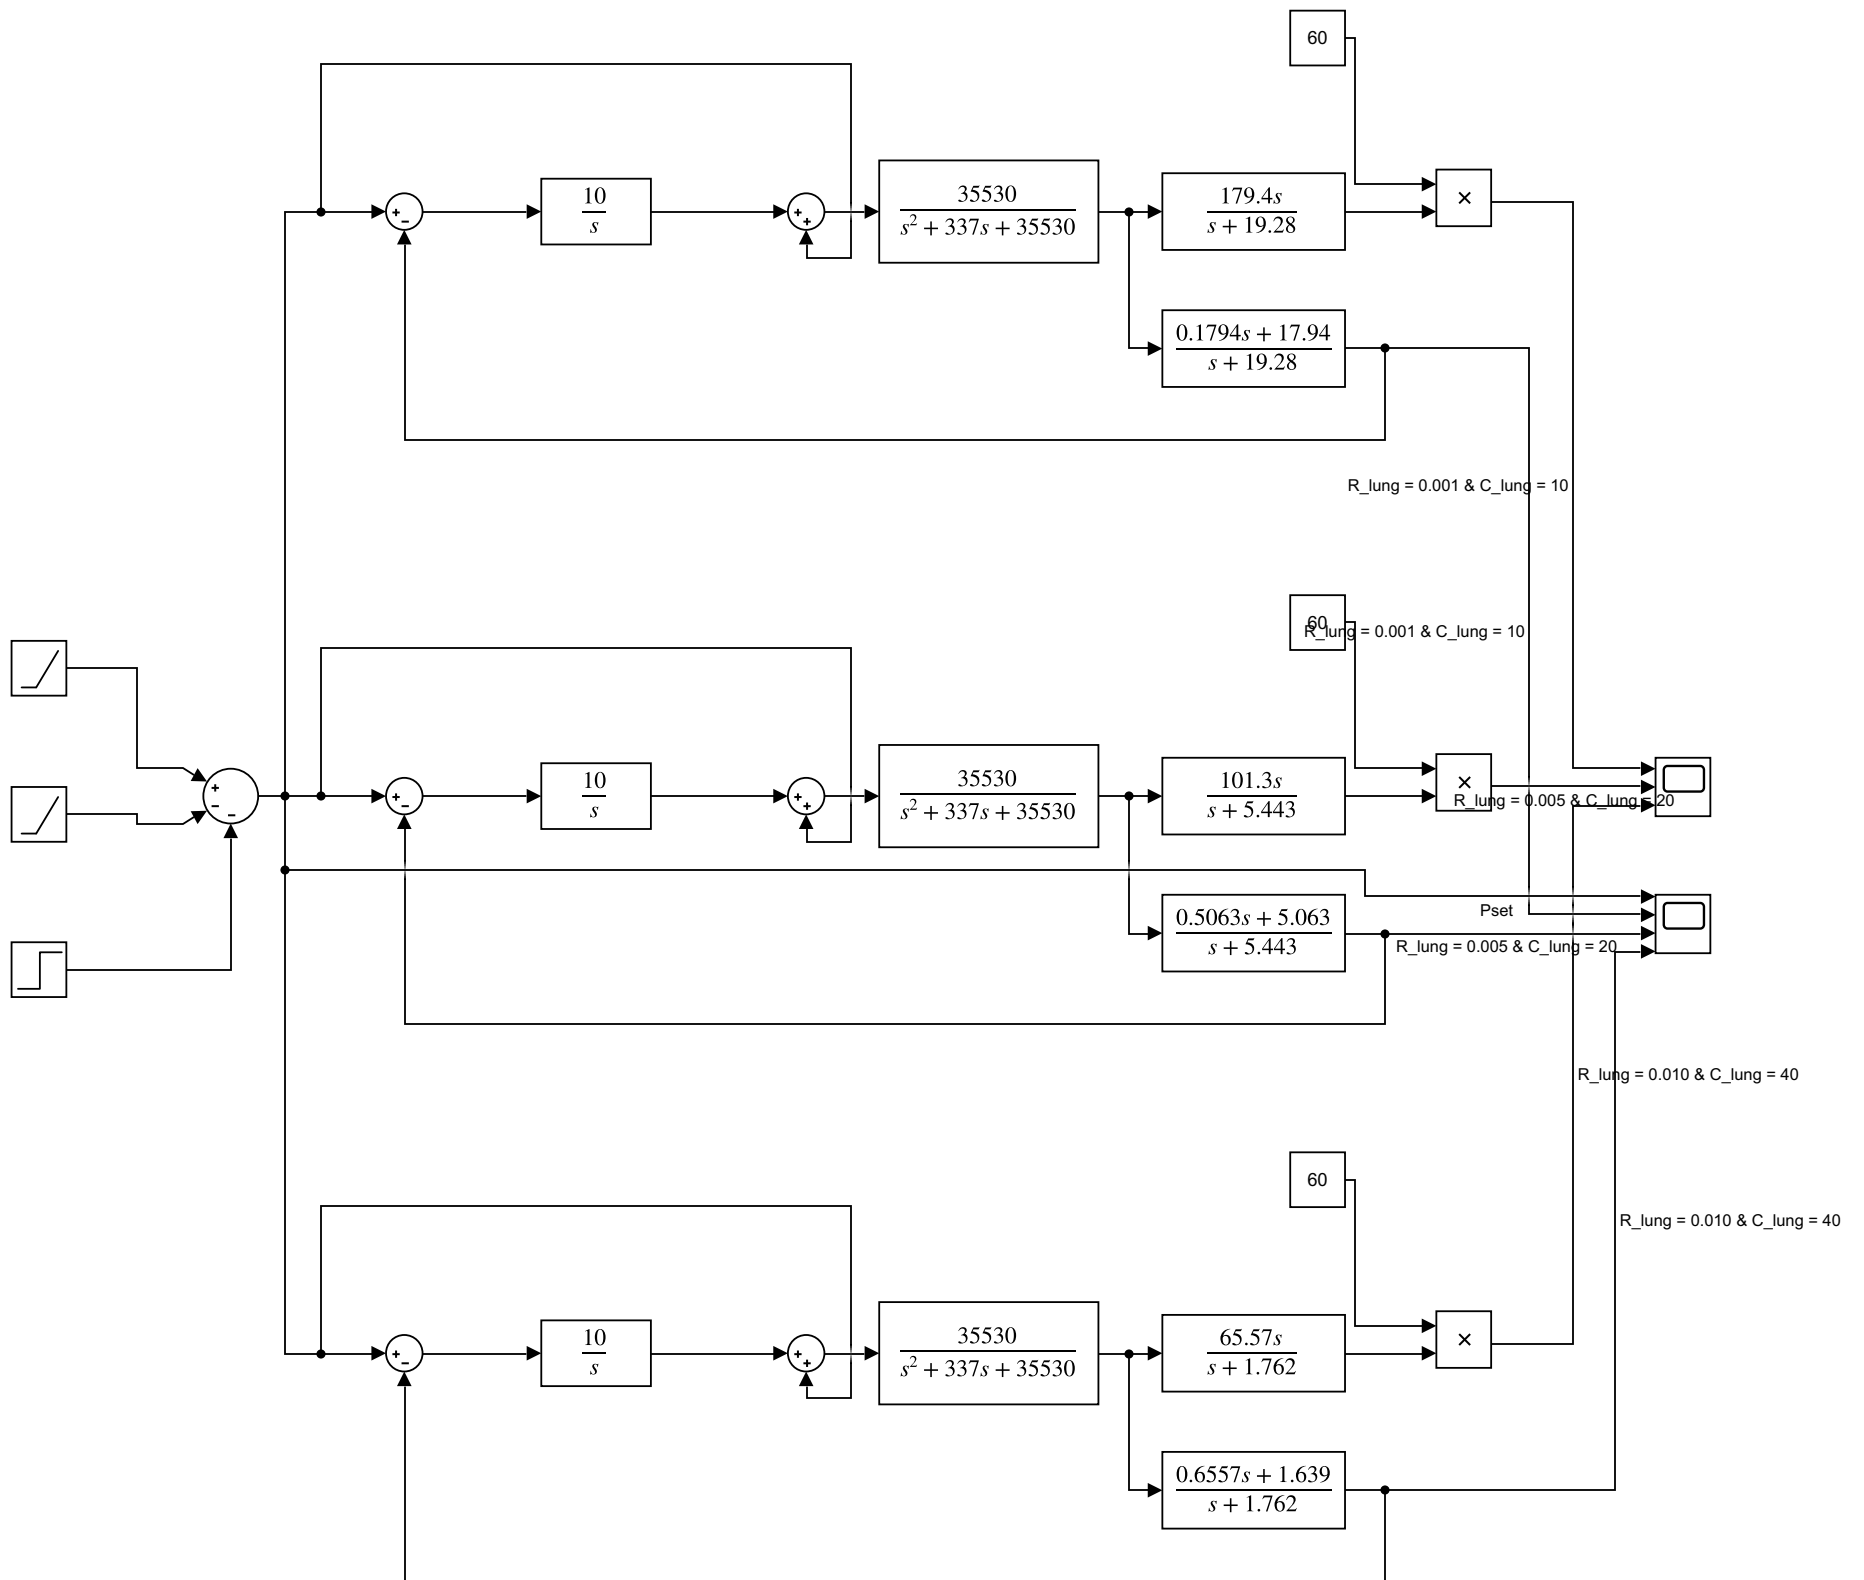 60
+
−
10
s
+
+
35530
s² + 337s + 35530
179.4s
s + 19.28
×
0.1794s + 17.94
s + 19.28
R_lung = 0.001 & C_lung = 10
60
R_lung = 0.001 & C_lung = 10
+
−
−
+
−
10
s
+
+
35530
s² + 337s + 35530
101.3s
s + 5.443
×
R_lung = 0.005 & C_lung = 20
0.5063s + 5.063
s + 5.443
Pset
R_lung = 0.005 & C_lung = 20
R_lung = 0.010 & C_lung = 40
60
R_lung = 0.010 & C_lung = 40
+
−
10
s
+
+
35530
s² + 337s + 35530
65.57s
s + 1.762
×
0.6557s + 1.639
s + 1.762